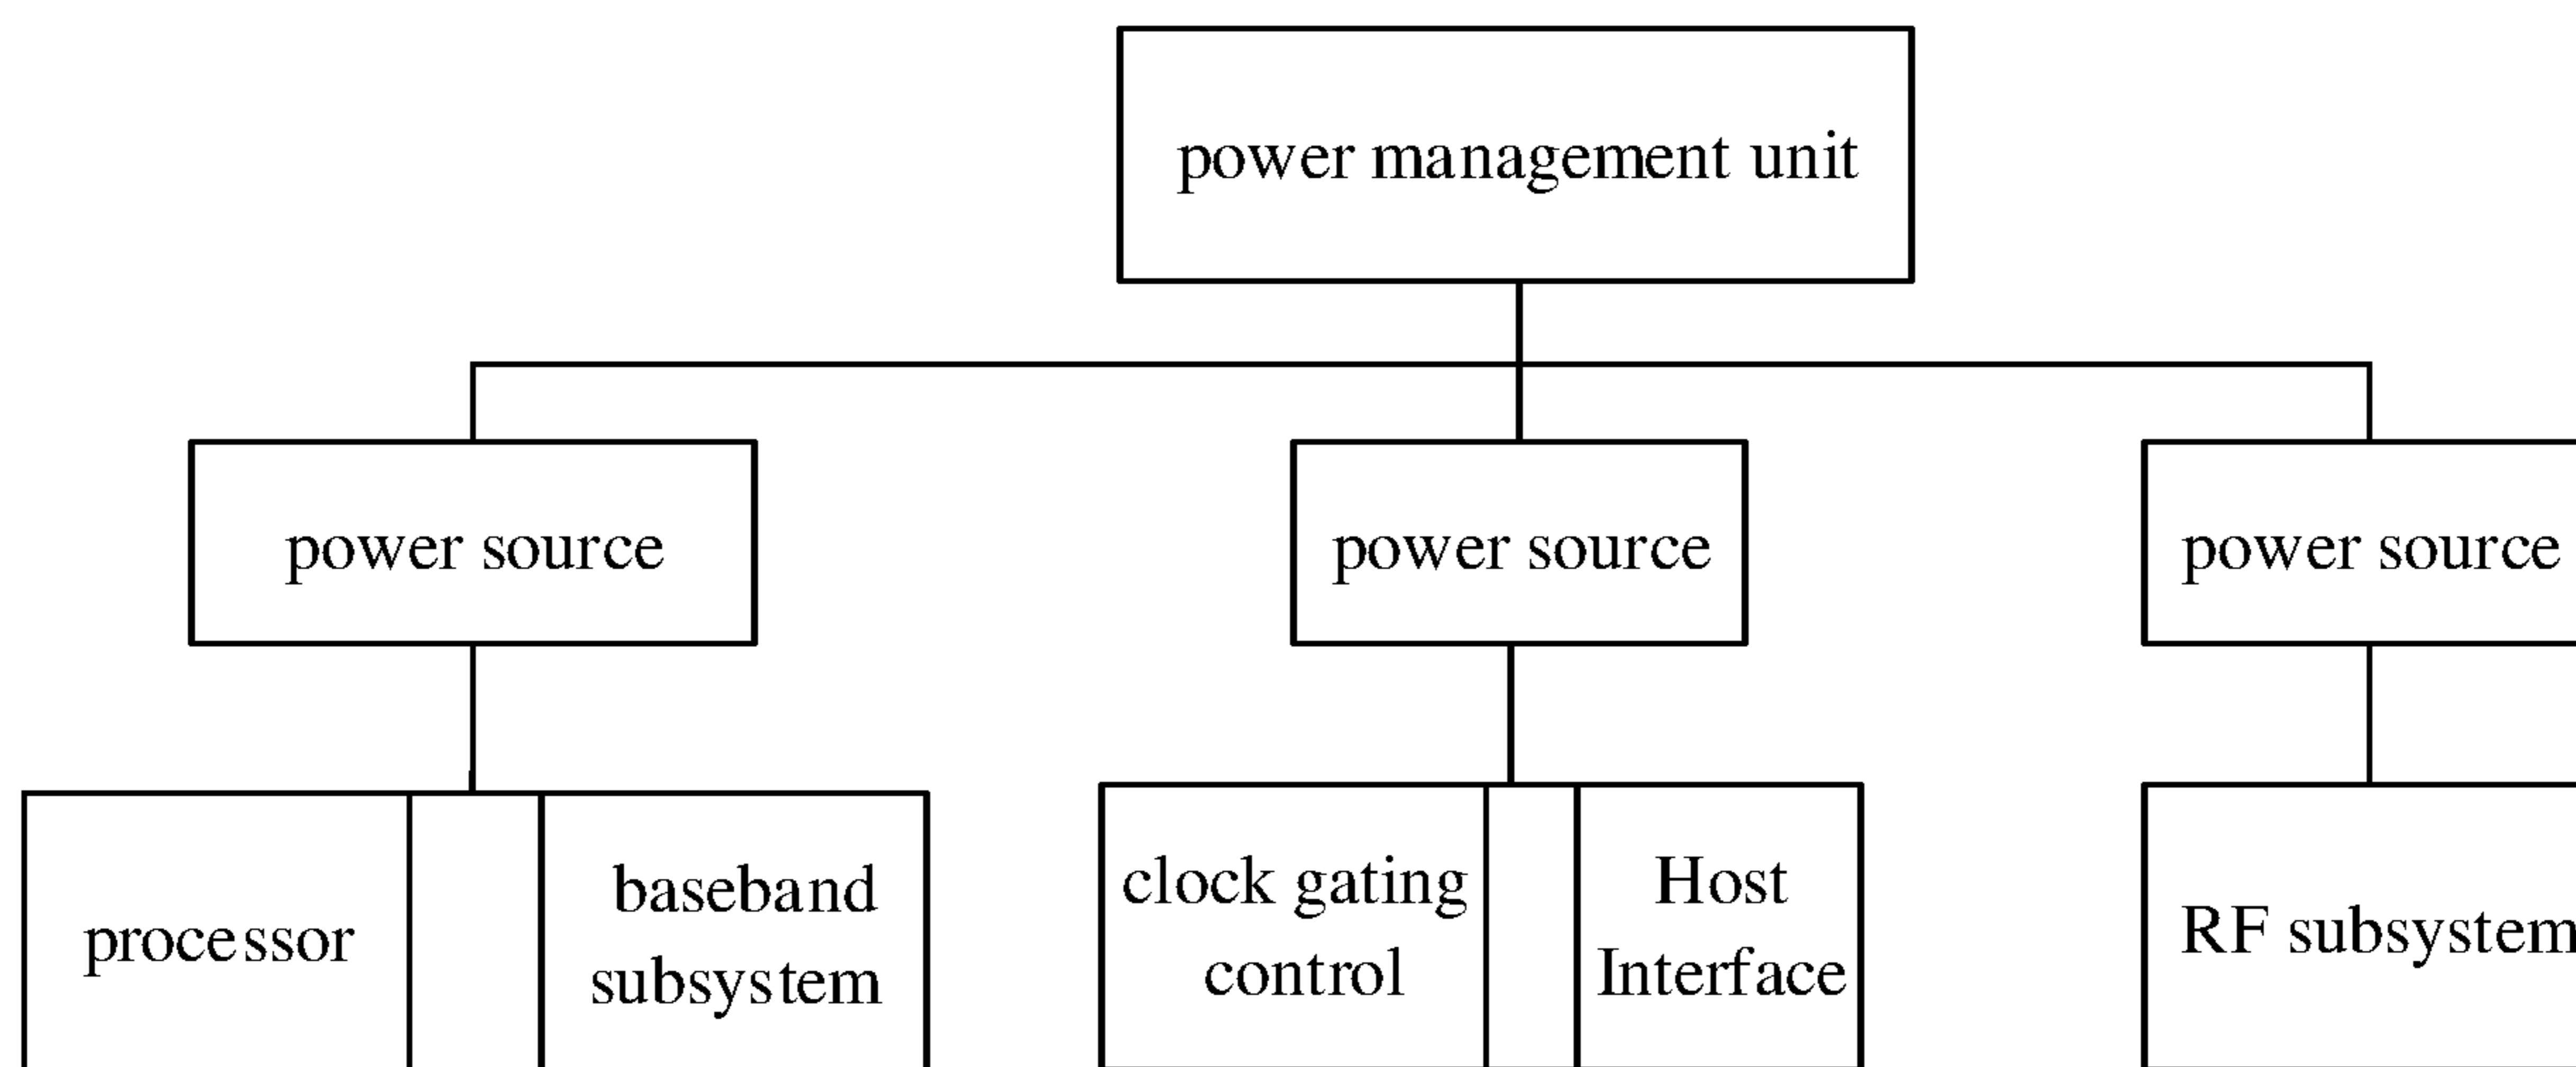 power management unit
power source
power source
power source
processor
baseband
subsystem
clock gating
control
Host
Interface
RF subsystem